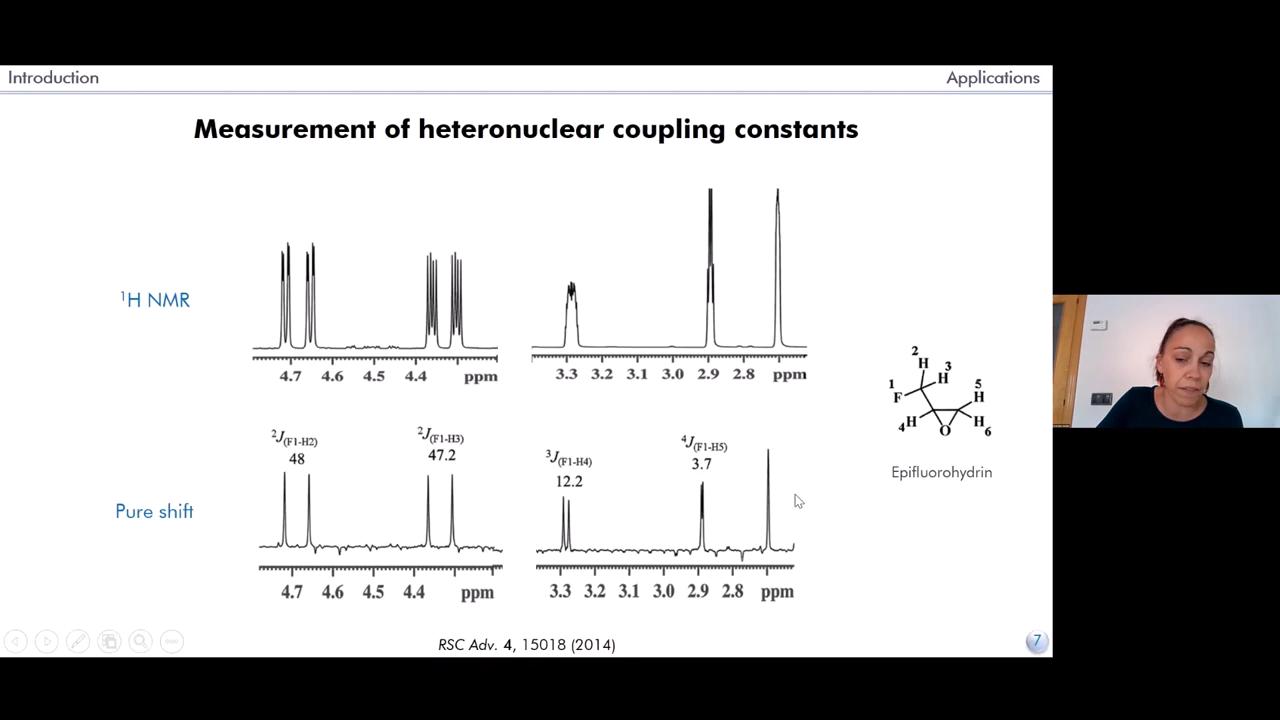 Introduction
Applications
Measurement of heteronuclear coupling constants
¹H NMR
4.7 4.6 4.5 4.4 ppm
3.3 3.2 3.1 3.0 2.9 2.8 ppm
2 H
H 3
1 F
5 H
4 H
O
H 6
Epifluorohydrin
²J(F1-H2)
48
²J(F1-H3)
47.2
³J(F1-H4)
12.2
⁴J(F1-H5)
3.7
Pure shift
4.7 4.6 4.5 4.4 ppm
3.3 3.2 3.1 3.0 2.9 2.8 ppm
RSC Adv. 4, 15018 (2014)
7